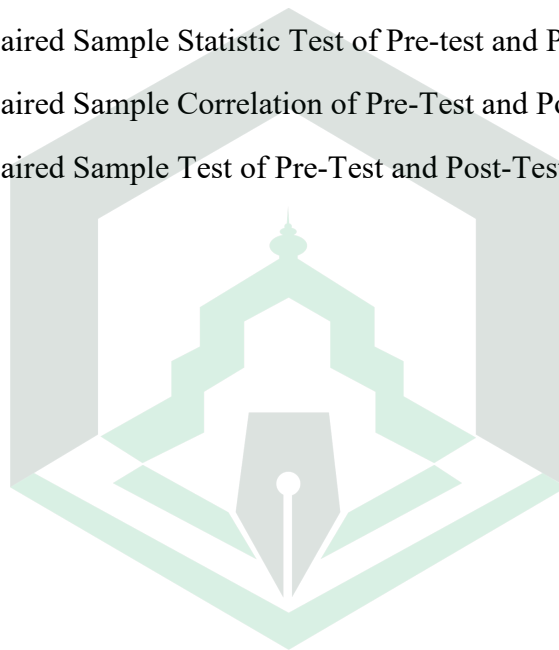 aired Sample Statistic Test of Pre-test and P
aired Sample Correlation of Pre-Test and Po
aired Sample Test of Pre-Test and Post-Test